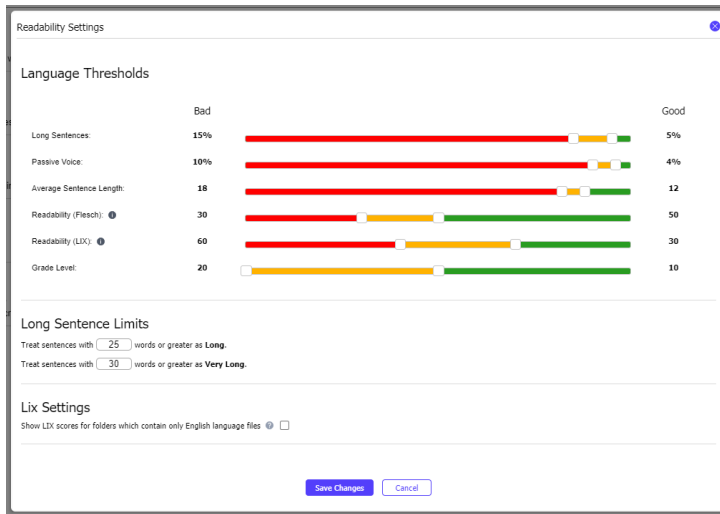 Readability Settings
Language Thresholds
Bad Good
Long Sentences: 15% 5%
Passive Voice: 10% 4%
Average Sentence Length: 18 12
Readability (Flesch): 30 50
Readability (LIX): 60 30
Grade Level: 20 10
Long Sentence Limits
Treat sentences with 25 words or greater as Long.
Treat sentences with 30 words or greater as Very Long.
Lix Settings
Show LIX scores for folders which contain only English language files
Save Changes Cancel